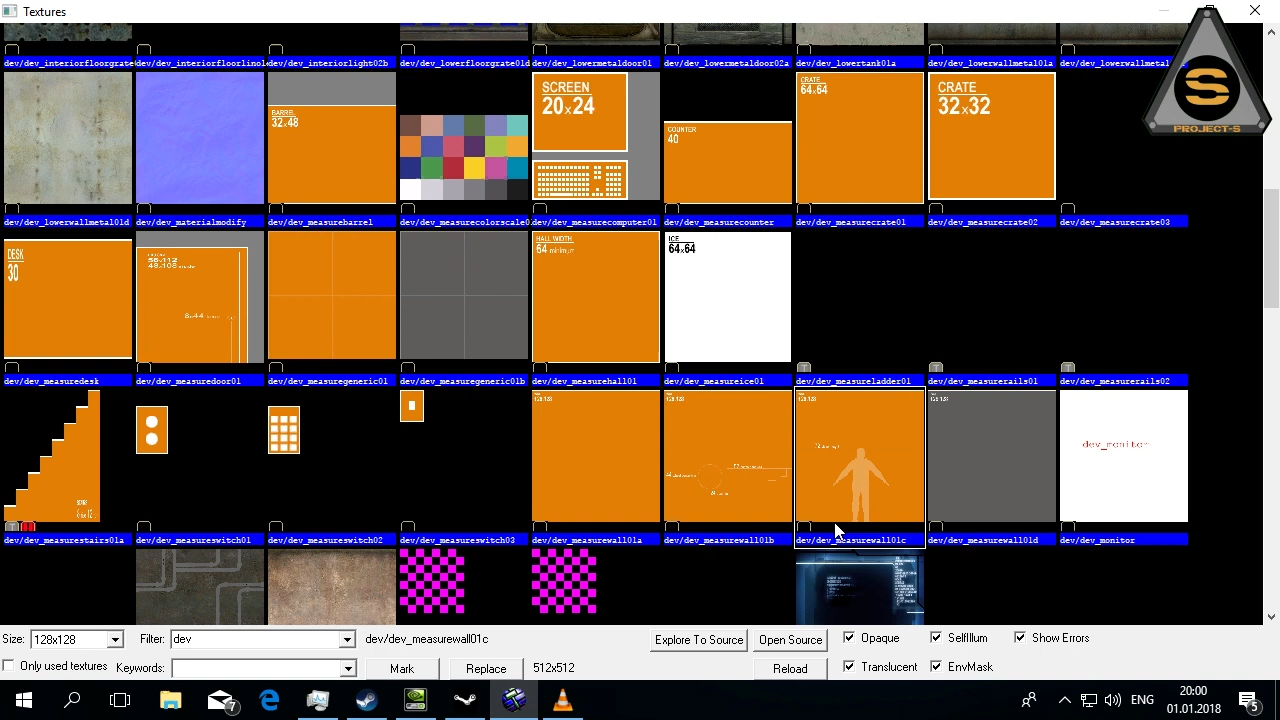 Textures
S
PROJECT-S
dev/dev_interiorfloorgrate
dev/dev_interiorfloorlinol
dev/dev_interiorlight02b
dev/dev_lowerfloorgrate01d
dev/dev_lowermetaldoor01
dev/dev_lowermetaldoor02a
dev/dev_lowertank01a
dev/dev_lowerwallmetal01a
dev/dev_lowerwallmetal
BARREL
32x48
SCREEN
20x24
COUNTER
40
CRATE
64x64
CRATE
32x32
dev/dev_lowerwallmetal01d
dev/dev_materialmodify
dev/dev_measurebarrel
dev/dev_measurecolorscale0
dev/dev_measurecomputer01
dev/dev_measurecounter
dev/dev_measurecrate01
dev/dev_measurecrate02
dev/dev_measurecrate03
DESK
30
HALL WIDTH
64 minimum
ICE
64x64
dev/dev_measuredesk
dev/dev_measuredoor01
dev/dev_measuregeneric01
dev/dev_measuregeneric01b
dev/dev_measurehall01
dev/dev_measureice01
dev/dev_measureladder01
dev/dev_measurerails01
dev/dev_measurerails02
dev_monitor
dev/dev_measurestairs01a
dev/dev_measureswitch01
dev/dev_measureswitch02
dev/dev_measureswitch03
dev/dev_measurewall01a
dev/dev_measurewall01b
dev/dev_measurewall01c
dev/dev_measurewall01d
dev/dev_monitor
Size: 128x128 Filter: dev dev/dev_measurewall01c Explore To Source Open Source Opaque SelfIllum Show Errors
Only used textures Keywords: Mark Replace 512x512 Reload Translucent EnvMask
7
ENG
20:00
01.01.2018
5